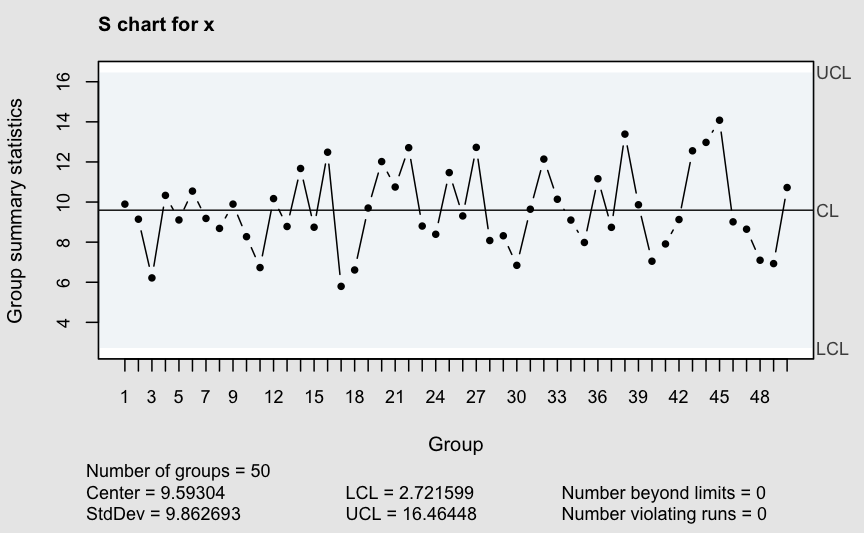 S chart for x
Group summary statistics
16
14
12
10
8
6
4
UCL
CL
LCL
1 3 5 7 9 12 15 18 21 24 27 30 33 36 39 42 45 48
Group
Number of groups = 50
Center = 9.59304 LCL = 2.721599 Number beyond limits = 0
StdDev = 9.862693 UCL = 16.46448 Number violating runs = 0